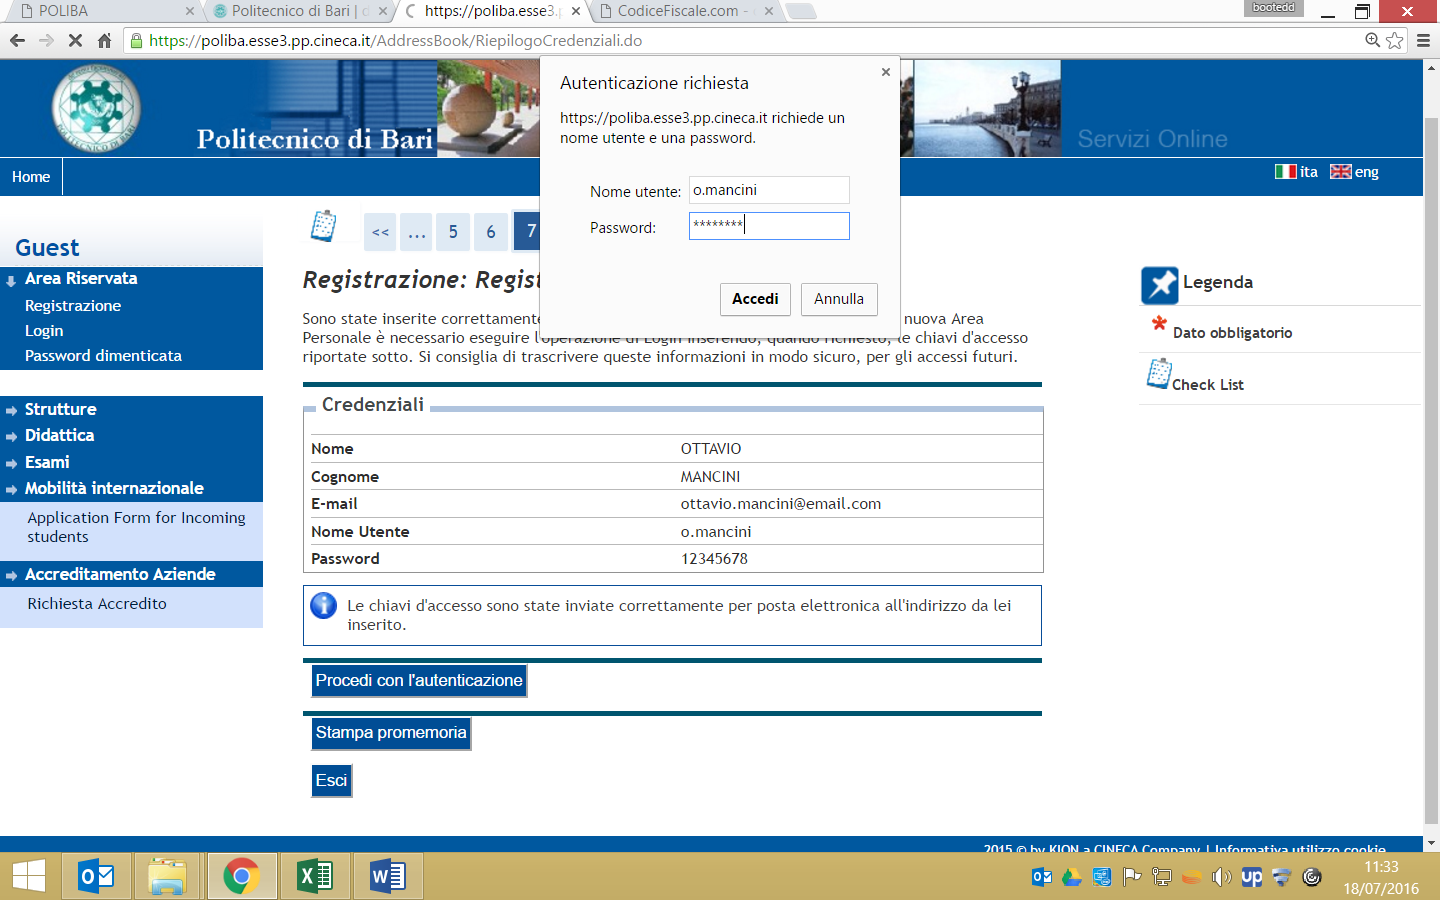 POLIBA
Politecnico di Bari | d
https://poliba.esse3.p
CodiceFiscale.com -
bootedd
https://poliba.esse3.pp.cineca.it/AddressBook/RiepilogoCredenziali.do
Politecnico di Bari
Servizi Online
Home
ita
eng
Autenticazione richiesta
https://poliba.esse3.pp.cineca.it richiede un
nome utente e una password.
Nome utente: o.mancini
Password: ********
Accedi Annulla
<< ... 5 6 7
Guest
Area Riservata
Registrazione
Login
Password dimenticata
Strutture
Didattica
Esami
Mobilità internazionale
Application Form for Incoming
students
Accreditamento Aziende
Richiesta Accredito
Registrazione: Regist
Sono state inserite correttamente nuova Area
Personale è necessario eseguire l'operazione di Login inserendo, quando richiesto, le chiavi d'accesso
riportate sotto. Si consiglia di trascrivere queste informazioni in modo sicuro, per gli accessi futuri.
Credenziali
Nome OTTAVIO
Cognome MANCINI
E-mail ottavio.mancini@email.com
Nome Utente o.mancini
Password 12345678
Le chiavi d'accesso sono state inviate correttamente per posta elettronica all'indirizzo da lei
inserito.
Procedi con l'autenticazione
Stampa promemoria
Esci
Legenda
Dato obbligatorio
Check List
2015 © by KION a CINECA Company | Informativa utilizzo cookie
up
11:33
18/07/2016